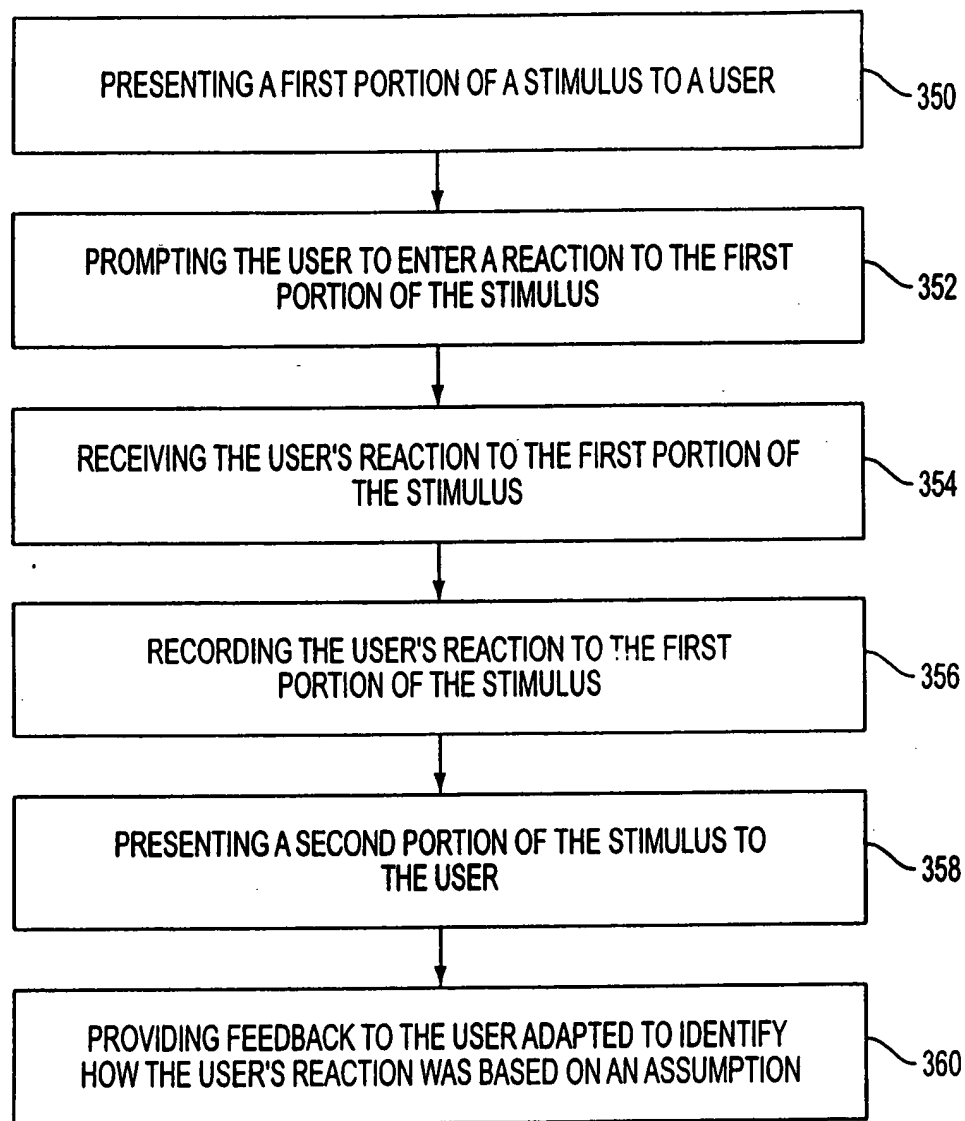 PRESENTING A FIRST PORTION OF A STIMULUS TO A USER
350
PROMPTING THE USER TO ENTER A REACTION TO THE FIRST
PORTION OF THE STIMULUS
352
RECEIVING THE USER'S REACTION TO THE FIRST PORTION OF
THE STIMULUS
354
RECORDING THE USER'S REACTION TO THE FIRST
PORTION OF THE STIMULUS
356
PRESENTING A SECOND PORTION OF THE STIMULUS TO
THE USER
358
PROVIDING FEEDBACK TO THE USER ADAPTED TO IDENTIFY
HOW THE USER'S REACTION WAS BASED ON AN ASSUMPTION
360